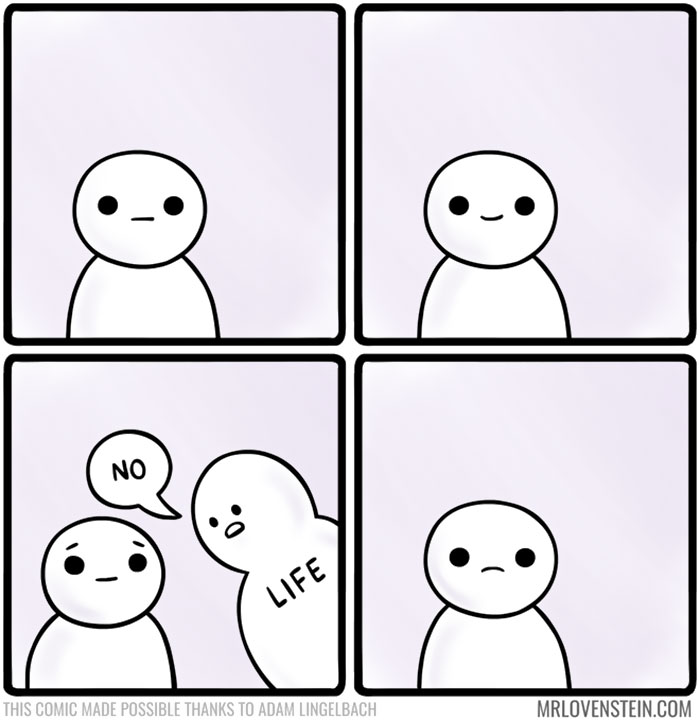 NO
LIFE
THIS COMIC MADE POSSIBLE THANKS TO ADAM LINGELBACH
MRLOVENSTEIN.COM